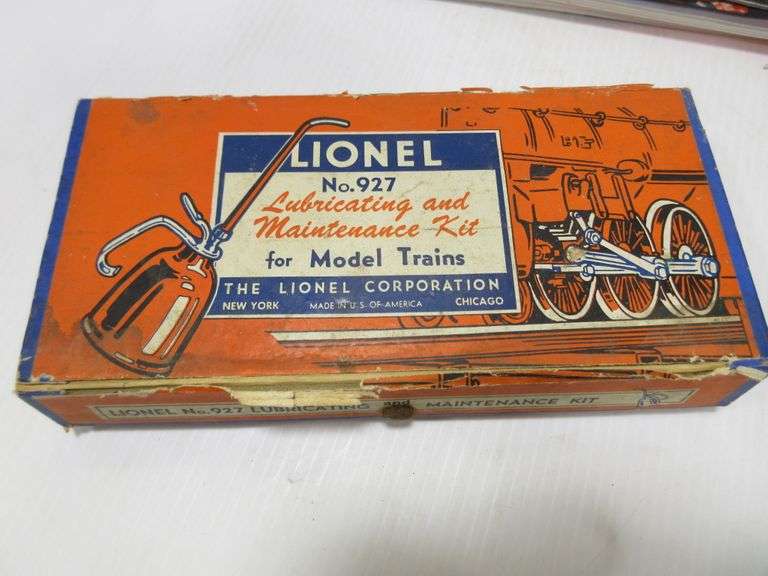 LIONEL
No. 927
Lubricating and
Maintenance Kit
for Model Trains
THE LIONEL CORPORATION
NEW YORK MADE IN U.S. OF AMERICA CHICAGO
LIONEL No. 927 LUBRICATING and MAINTENANCE KIT